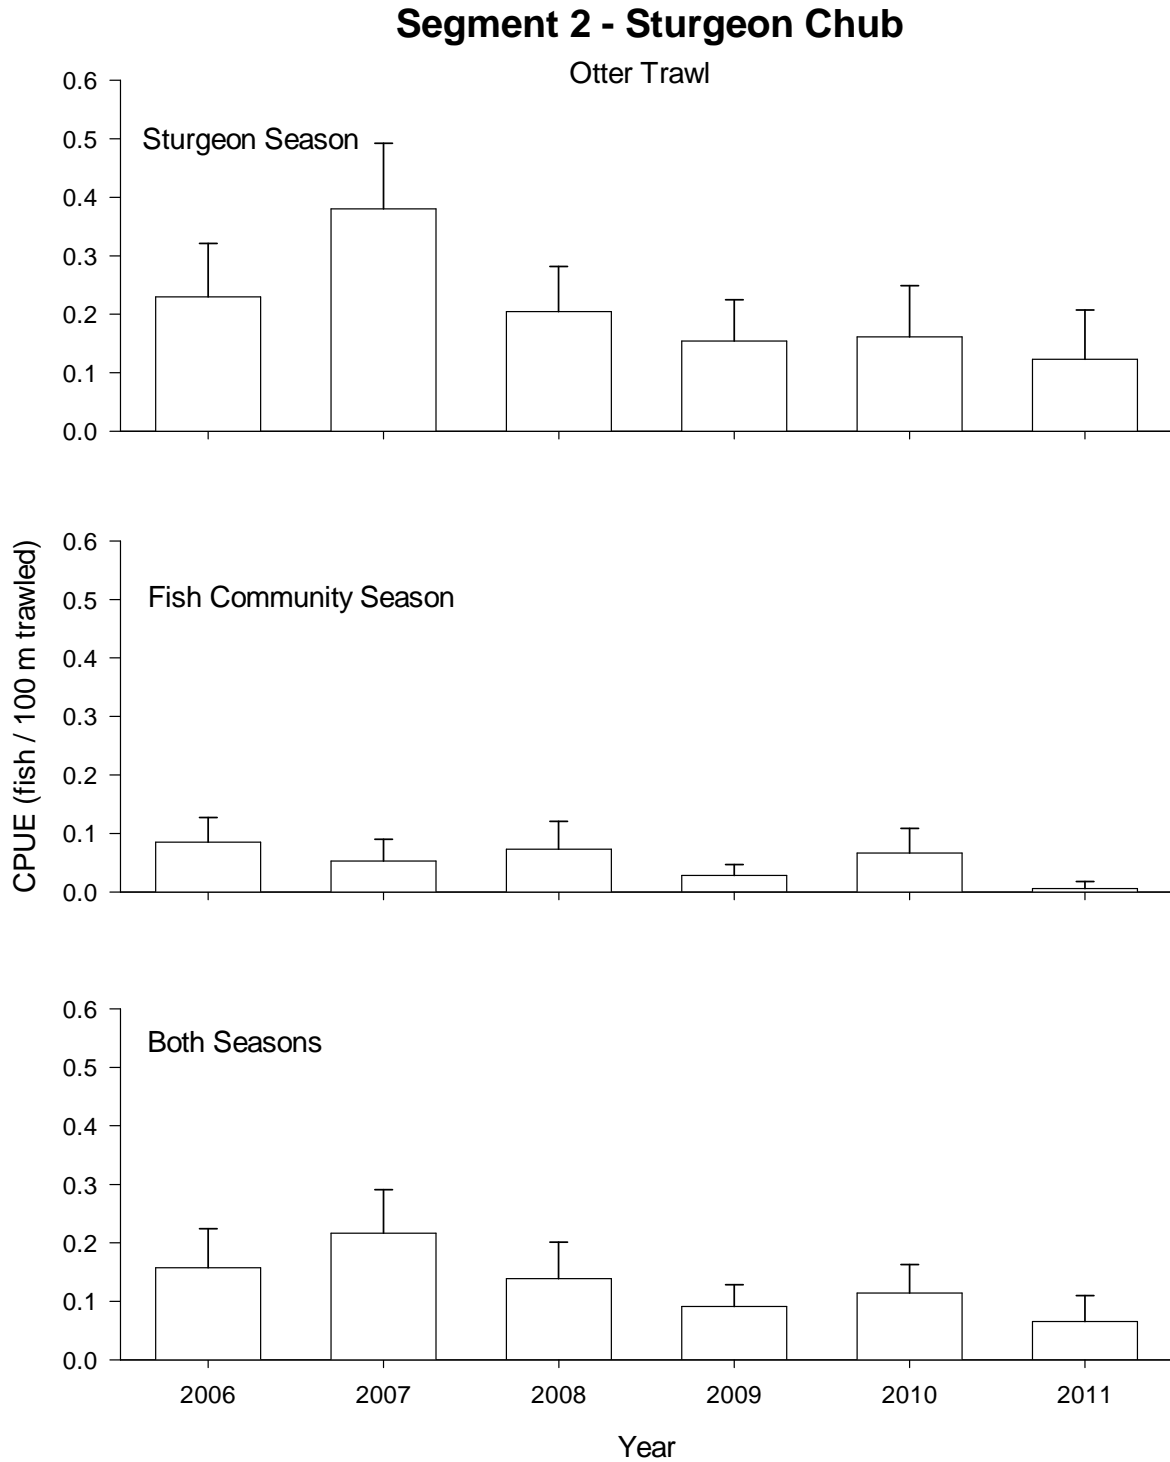 Segment 2 - Sturgeon Chub
Otter Trawl
0.6
0.5
0.4
0.3
0.2
0.1
0.0
Sturgeon Season
CPUE (fish / 100 m trawled)
0.6
0.5
0.4
0.3
0.2
0.1
0.0
Fish Community Season
0.6
0.5
0.4
0.3
0.2
0.1
0.0
Both Seasons
2006 2007 2008 2009 2010 2011
Year